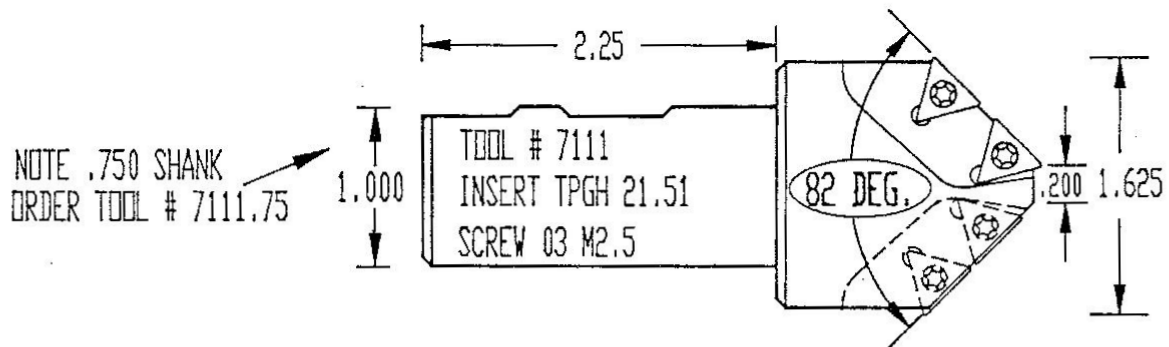 2.25
NOTE .750 SHANK
ORDER TOOL # 7111.75
1.000
TOOL # 7111
INSERT TPGH 21.51
SCREW 03 M2.5
82 DEG.
.200
1.625